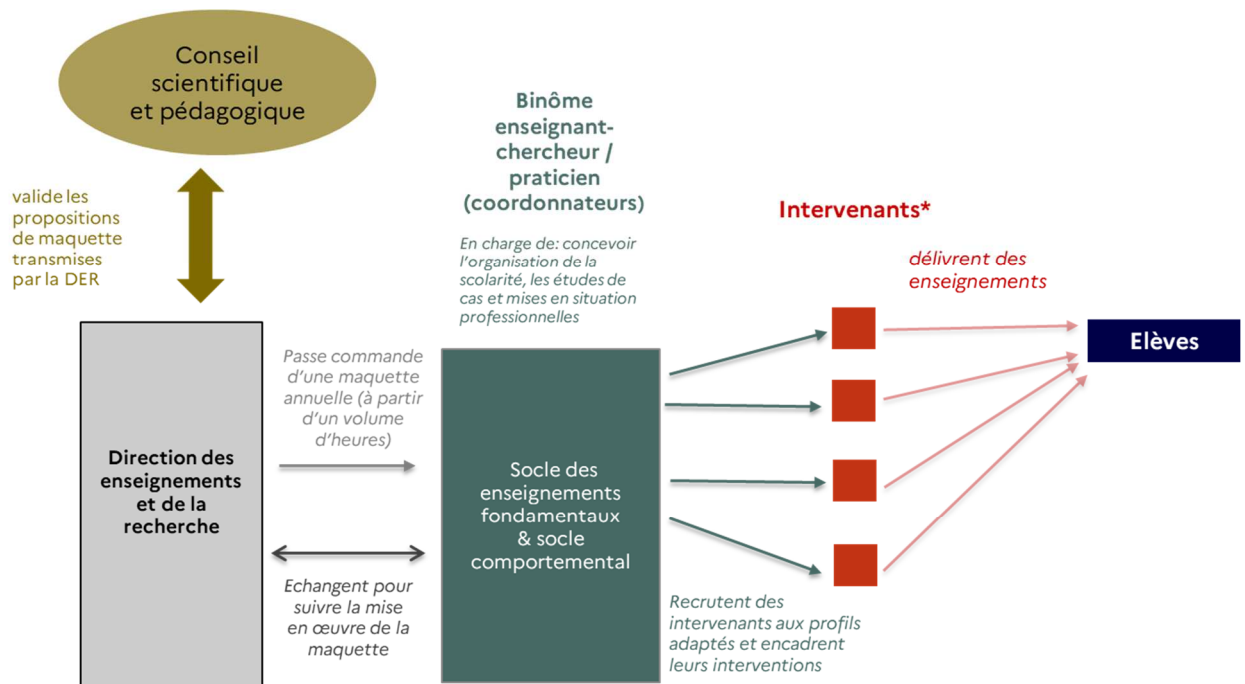 Conseil
scientifique
et pédagogique
valide les
propositions
de maquette
transmises
par la DER
Direction des
enseignements
et de la
recherche
Passe commande
d'une maquette
annuelle (à partir
d'un volume
d'heures)
Echangent pour
suivre la mise
en œuvre de la
maquette
Binôme
enseignant-
chercheur /
praticien
(coordonnateurs)
En charge de: concevoir
l'organisation de la
scolarité, les études de
cas et mises en situation
professionnelles
Socle des
enseignements
fondamentaux
& socle
comportemental
Recrutent des
intervenants aux profils
adaptés et encadrent
leurs interventions
Intervenants*
délivrent des
enseignements
Elèves